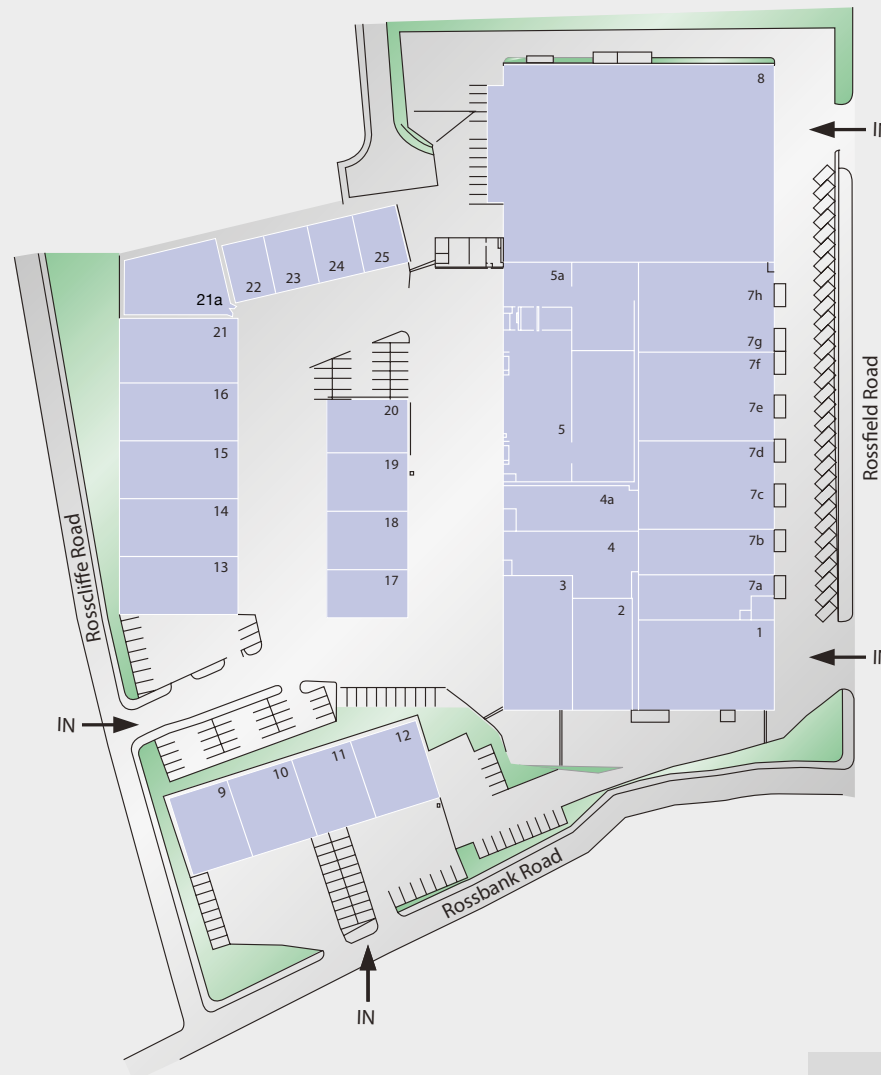 8
IN
25
24
23
22
21a
5a
7h
21
7g
7f
16
20
7e
15
19
5
7d
14
18
4a
7c
13
17
4
7b
3
2
7a
1
IN
Rossfield Road
Rosscliffe Road
IN
12
11
10
9
Rossbank Road
IN